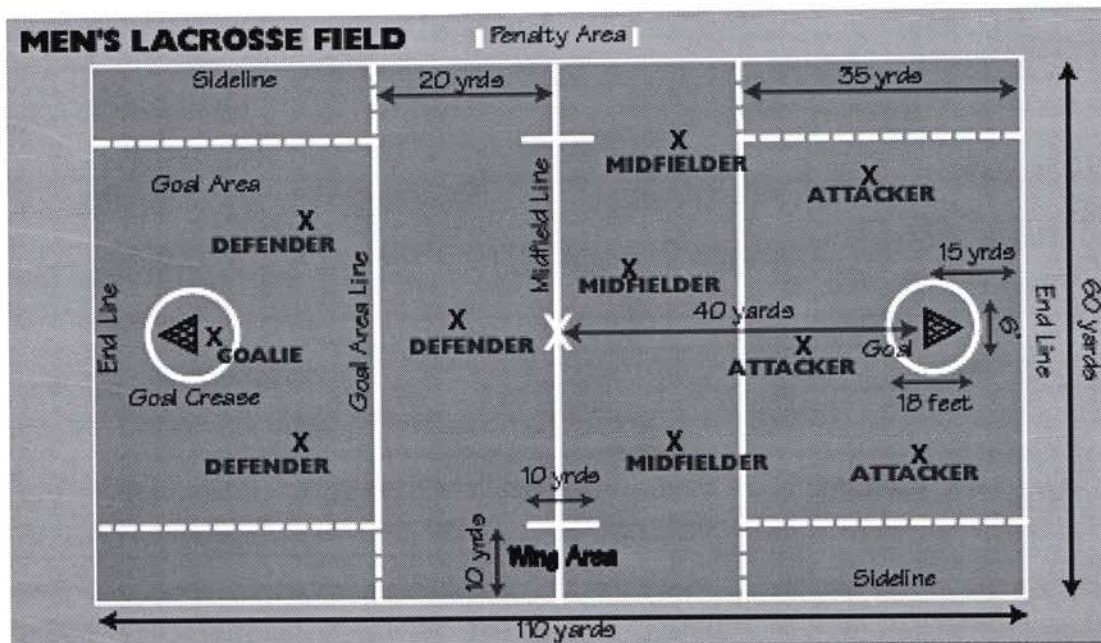 MEN'S LACROSSE FIELD
Penalty Area
Sideline
20 yrds
35 yrds
X
MIDFIELDER
X
ATTACKER
Goal Area
X
DEFENDER
Midfield Line
X
MIDFIELDER
15 yrds
End Line
X
GOALIE
Goal Crease
Goal Area Line
X
DEFENDER
X
40 yards
X
ATTACKER
Goal
6'
18 feet
End Line
60 yards
X
DEFENDER
10 yrds
X
MIDFIELDER
X
ATTACKER
10 yrds
Wing Area
Sideline
110 yards